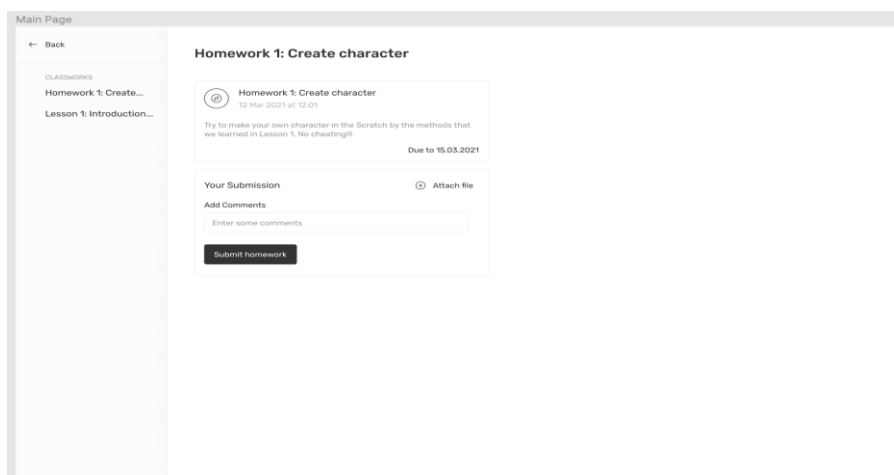 Main Page
Back
CLASSWORKS
Homework 1: Create...
Lesson 1: Introduction...
Homework 1: Create character
Homework 1: Create character
12 Mar 2021 at 12:01
Try to make your own character in the Scratch by the methods that
we learned in Lesson 1. No cheating!!!
Due to 15.03.2021
Your Submission
Attach file
Add Comments
Enter some comments
Submit homework